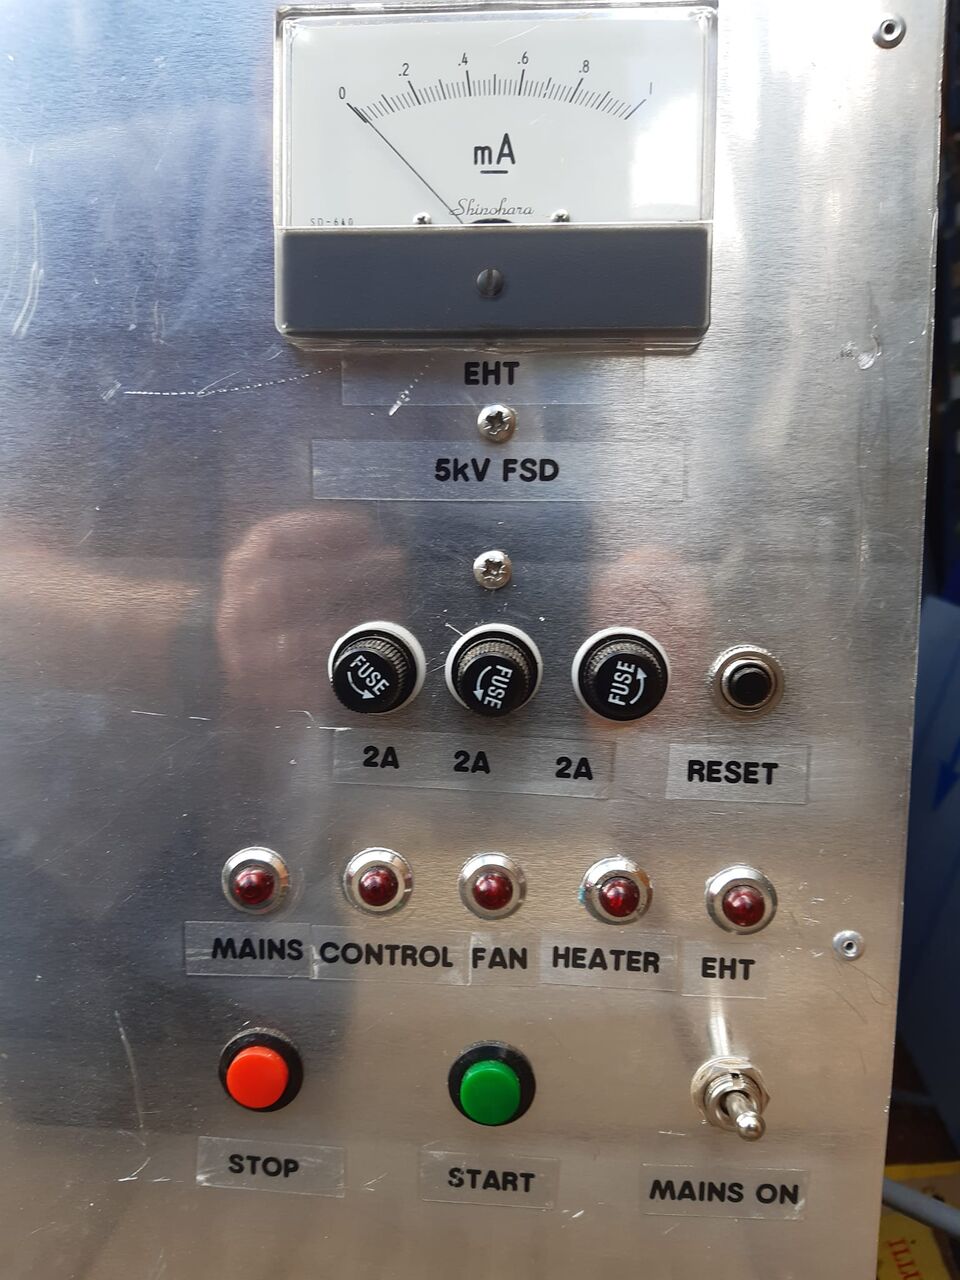 0 .2 .4 .6 .8 1
mA
Shinohara
SD-640
EHT
5kV FSD
FUSE FUSE FUSE
2A 2A 2A RESET
MAINS CONTROL FAN HEATER EHT
STOP START MAINS ON